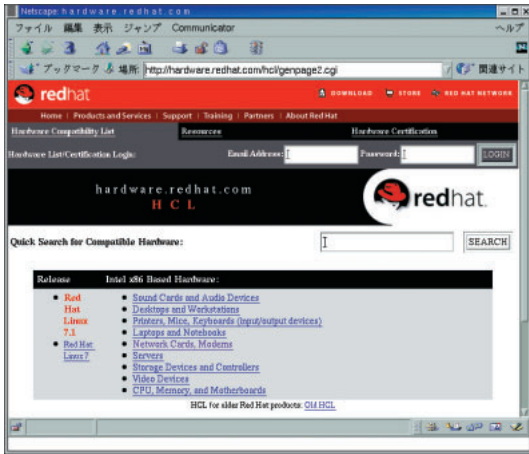 Netscape: hardware.redhat.com
ファイル 編集 表示 ジャンプ Communicator ヘルプ
ブックマーク 場所: http://hardware.redhat.com/hcl/genpage2.cgi 関連サイト
redhat DOWNLOAD STORE RED HAT NETWORK
Home | Products and Services | Support | Training | Partners | About Red Hat
Hardware Compatibility List Resources Hardware Certification
Hardware List/Certification Login: Email Address: Password: LOGIN
hardware.redhat.com
HCL
redhat.
Quick Search for Compatible Hardware: SEARCH
Release Intel x86 Based Hardware:
Red Hat Linux 7.1
Red Hat Linux 7
Sound Cards and Audio Devices
Desktops and Workstations
Printers, Mice, Keyboards (input/output devices)
Laptops and Notebooks
Network Cards, Modems
Servers
Storage Devices and Controllers
Video Devices
CPU, Memory, and Motherboards
HCL for older Red Hat products: Old HCL